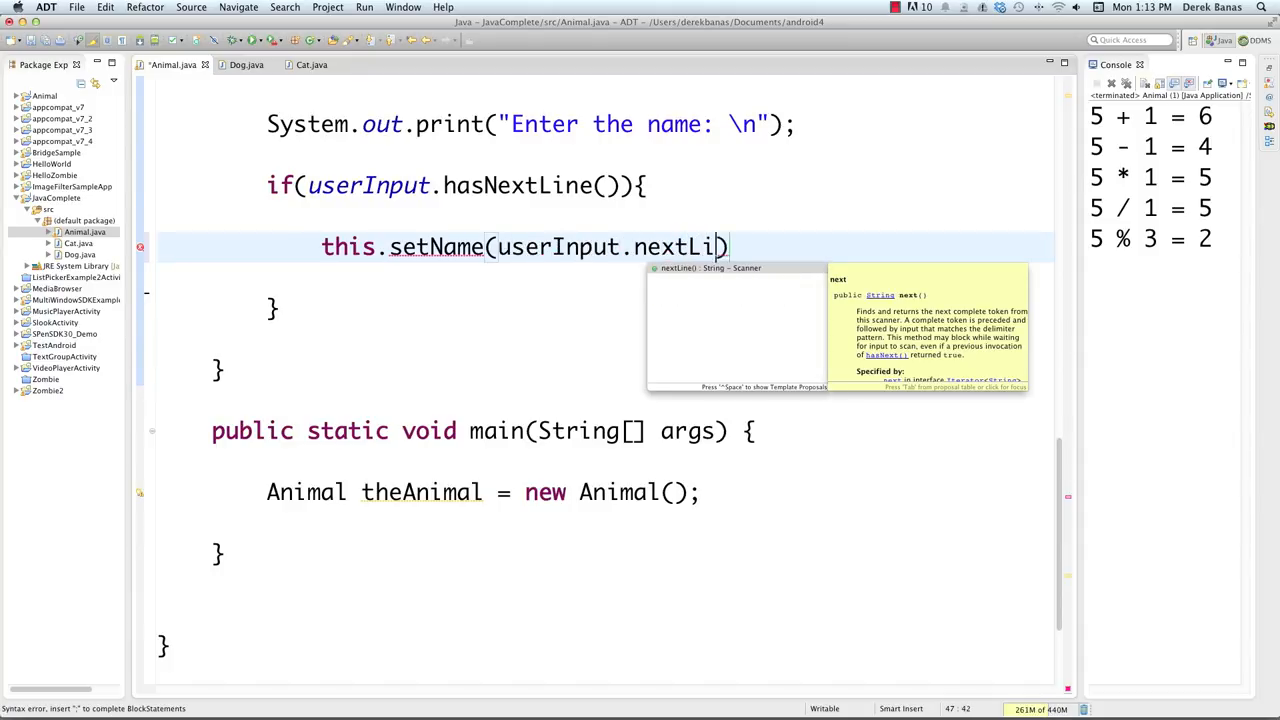 ADT File Edit Refactor Source Navigate Search Project Run Window Help 10 Mon 1:13 PM Derek Banas
Java - JavaComplete/src/Animal.java - ADT - /Users/derekbanas/Documents/android4
Quick Access Java DDMS
Package Exp
*Animal.java Dog.java Cat.java
Console
<terminated> Animal (1) [Java Application] /S
Animal
appcompat_v7
appcompat_v7_2
appcompat_v7_3
appcompat_v7_4
BridgeSample
HelloWorld
HelloZombie
ImageFilterSampleApp
JavaComplete
src
(default package)
Animal.java
Cat.java
Dog.java
JRE System Library [Ja
ListPickerExample2Activi
MediaBrowser
MultiWindowSDKExample
MusicPlayerActivity
SlookActivity
SPenSDK30_Demo
TestAndroid
TextGroupActivity
VideoPlayerActivity
Zombie
Zombie2
System.out.print("Enter the name: \n");
if(userInput.hasNextLine()){
this.setName(userInput.nextLi)
}
}
public static void main(String[] args) {
Animal theAnimal = new Animal();
}
}
nextLine() : String - Scanner
Press '^Space' to show Template Proposals
next
public String next()
Finds and returns the next complete token from
this scanner. A complete token is preceded and
followed by input that matches the delimiter
pattern. This method may block while waiting
for input to scan, even if a previous invocation
of hasNext() returned true.
Specified by:
next in interface Iterator<String>
Press 'Tab' from proposal table or click for focus
5 + 1 = 6
5 - 1 = 4
5 * 1 = 5
5 / 1 = 5
5 % 3 = 2
Syntax error, insert ";" to complete BlockStatements Writable Smart Insert 47 : 42 261M of 440M